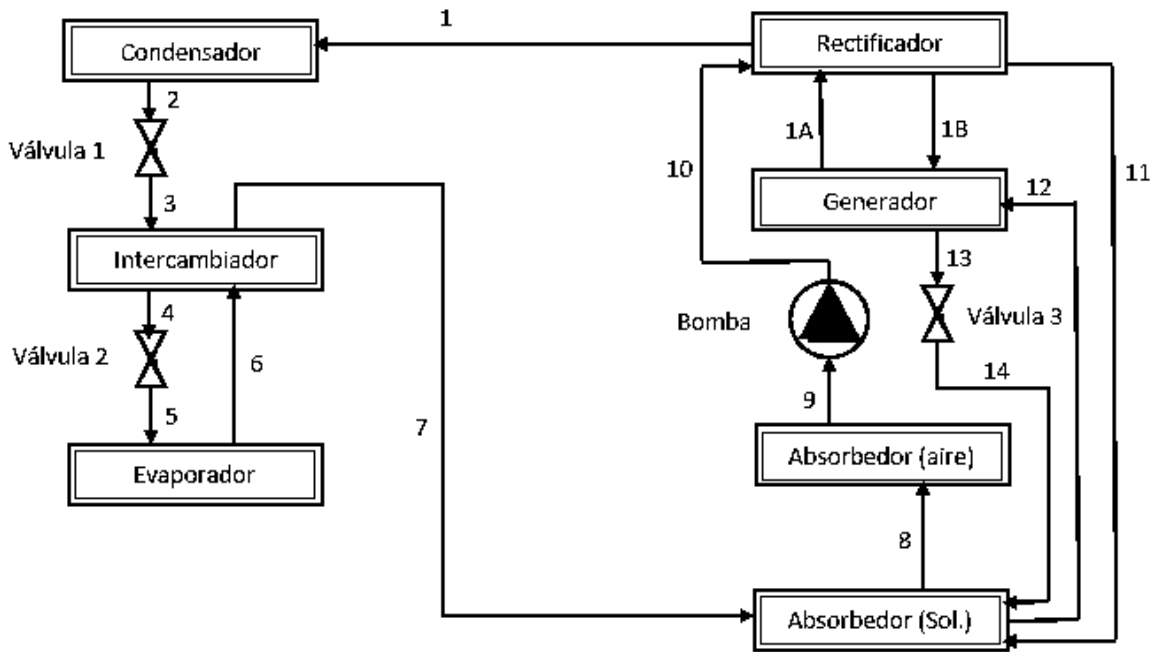 1
Condensador
Rectificador
2
1A
1B
Válvula 1
10
11
3
12
Generador
Intercambiador
13
4
Bomba
Válvula 3
Válvula 2
6
14
5
9
7
Absorbedor (aire)
Evaporador
8
Absorbedor (Sol.)